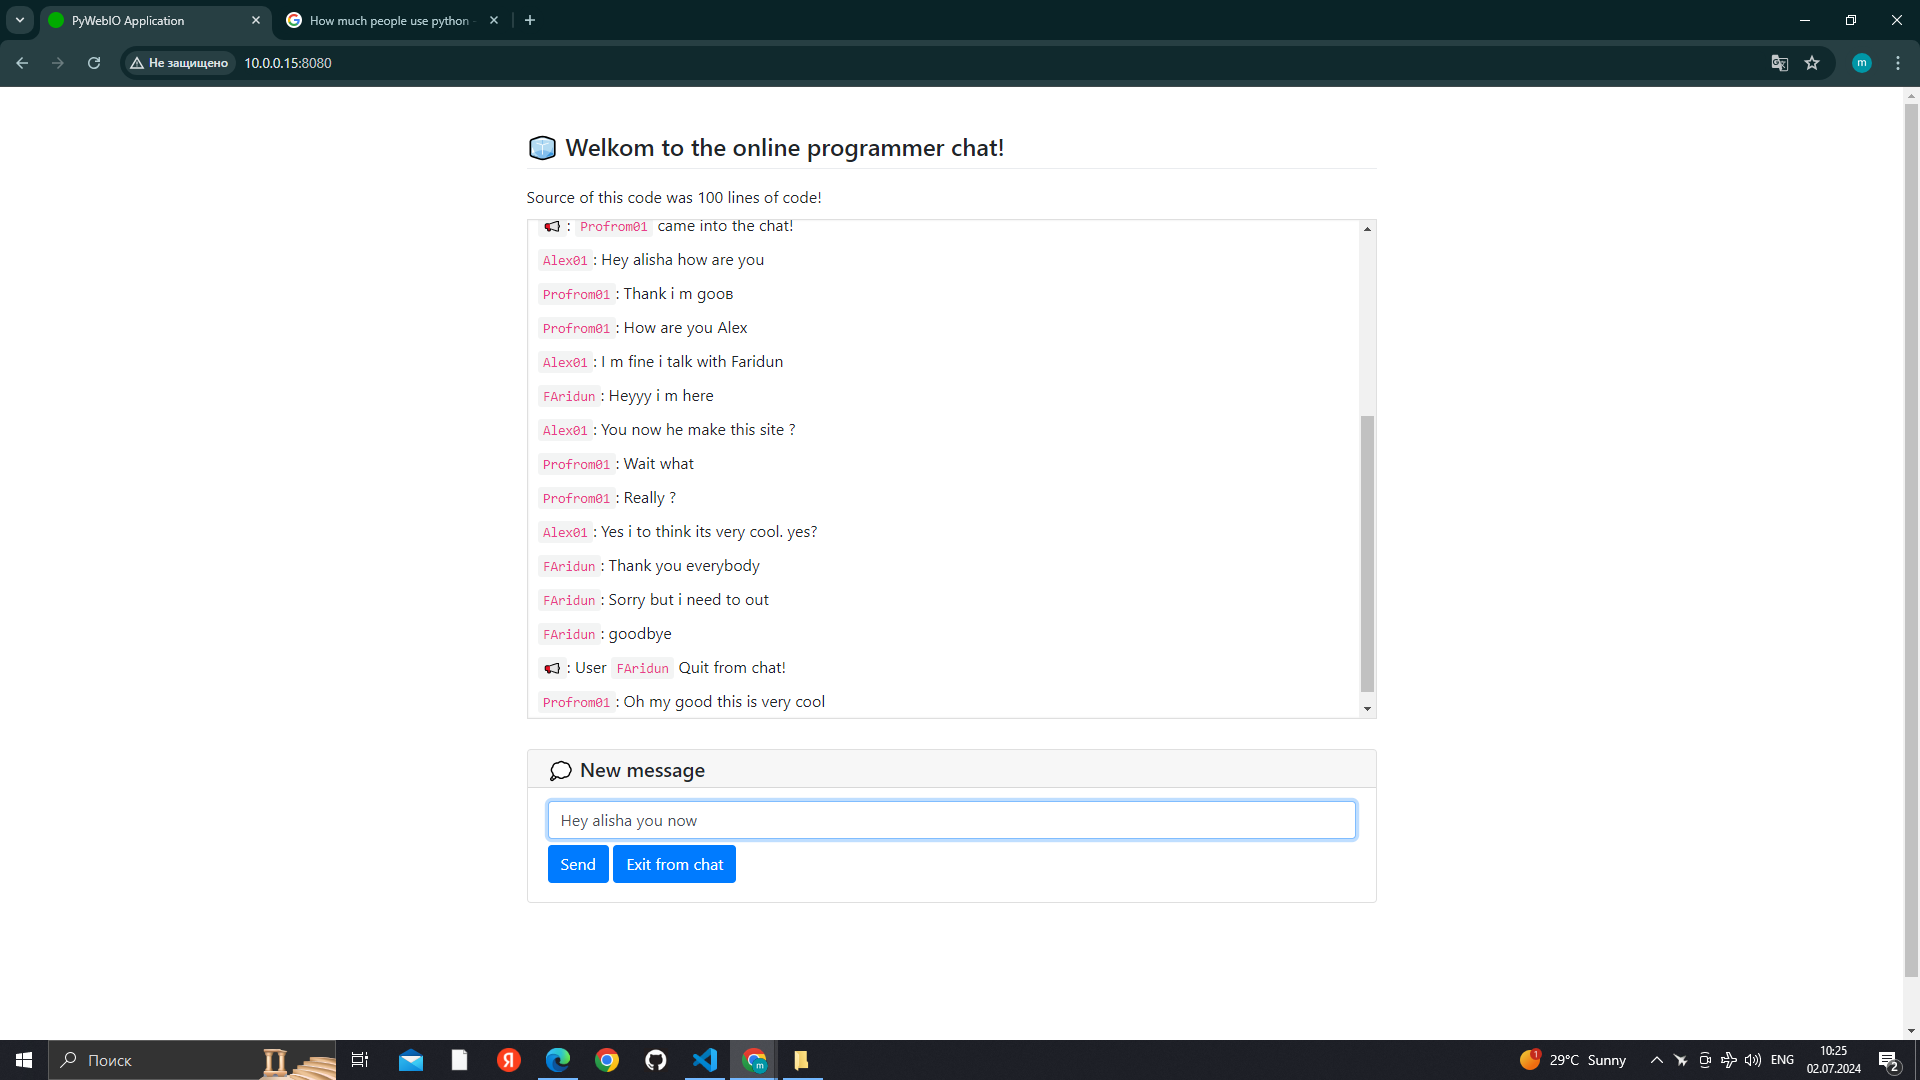 PyWebIO Application
How much people use python
Не защищено
10.0.0.15:8080
m
Welkom to the online programmer chat!
Source of this code was 100 lines of code!
: Profrom01 came into the chat!
Alex01: Hey alisha how are you
Profrom01: Thank i m gooв
Profrom01: How are you Alex
Alex01: I m fine i talk with Faridun
FAridun: Heyyy i m here
Alex01: You now he make this site ?
Profrom01: Wait what
Profrom01: Really ?
Alex01: Yes i to think its very cool. yes?
FAridun: Thank you everybody
FAridun: Sorry but i need to out
FAridun: goodbye
: User FAridun Quit from chat!
Profrom01: Oh my good this is very cool
New message
Hey alisha you now
Send
Exit from chat
Поиск
Я
m
1
29°C Sunny
ENG
10:25
02.07.2024
2